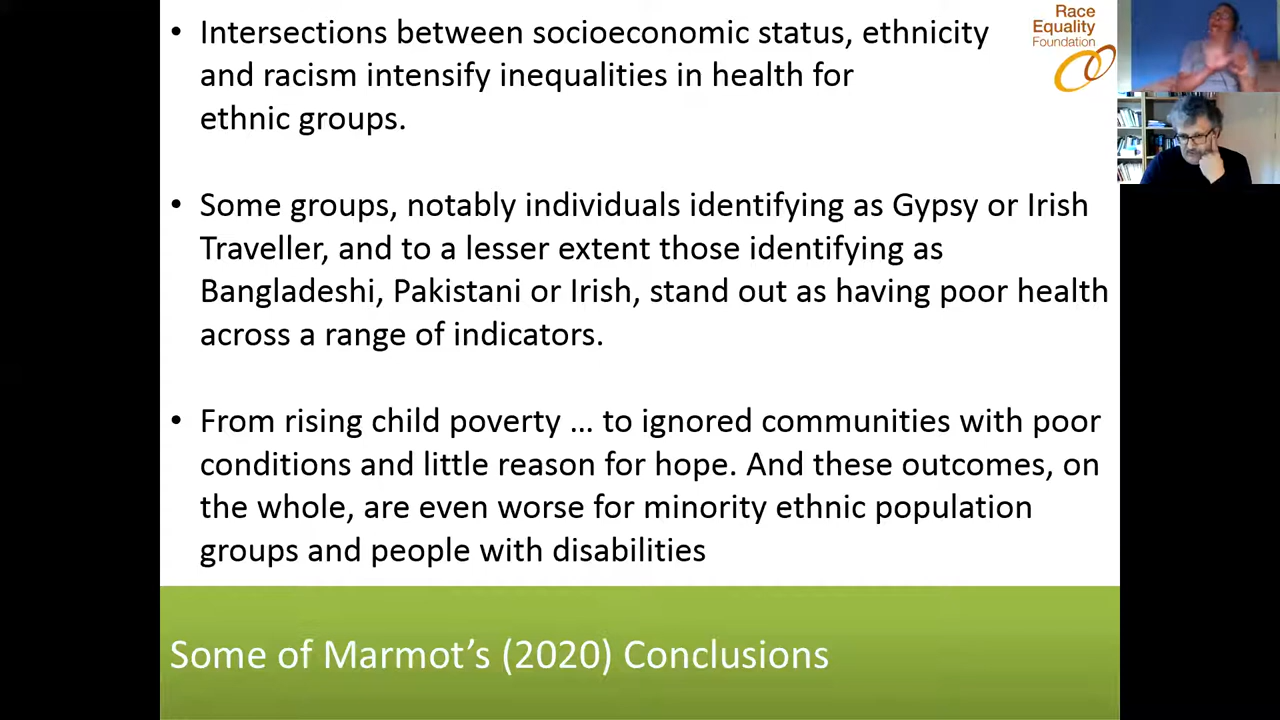 • Intersections between socioeconomic status, ethnicity
and racism intensify inequalities in health for
ethnic groups.
Race
Equality
Foundation
• Some groups, notably individuals identifying as Gypsy or Irish
Traveller, and to a lesser extent those identifying as
Bangladeshi, Pakistani or Irish, stand out as having poor health
across a range of indicators.
• From rising child poverty … to ignored communities with poor
conditions and little reason for hope. And these outcomes, on
the whole, are even worse for minority ethnic population
groups and people with disabilities
Some of Marmot’s (2020) Conclusions